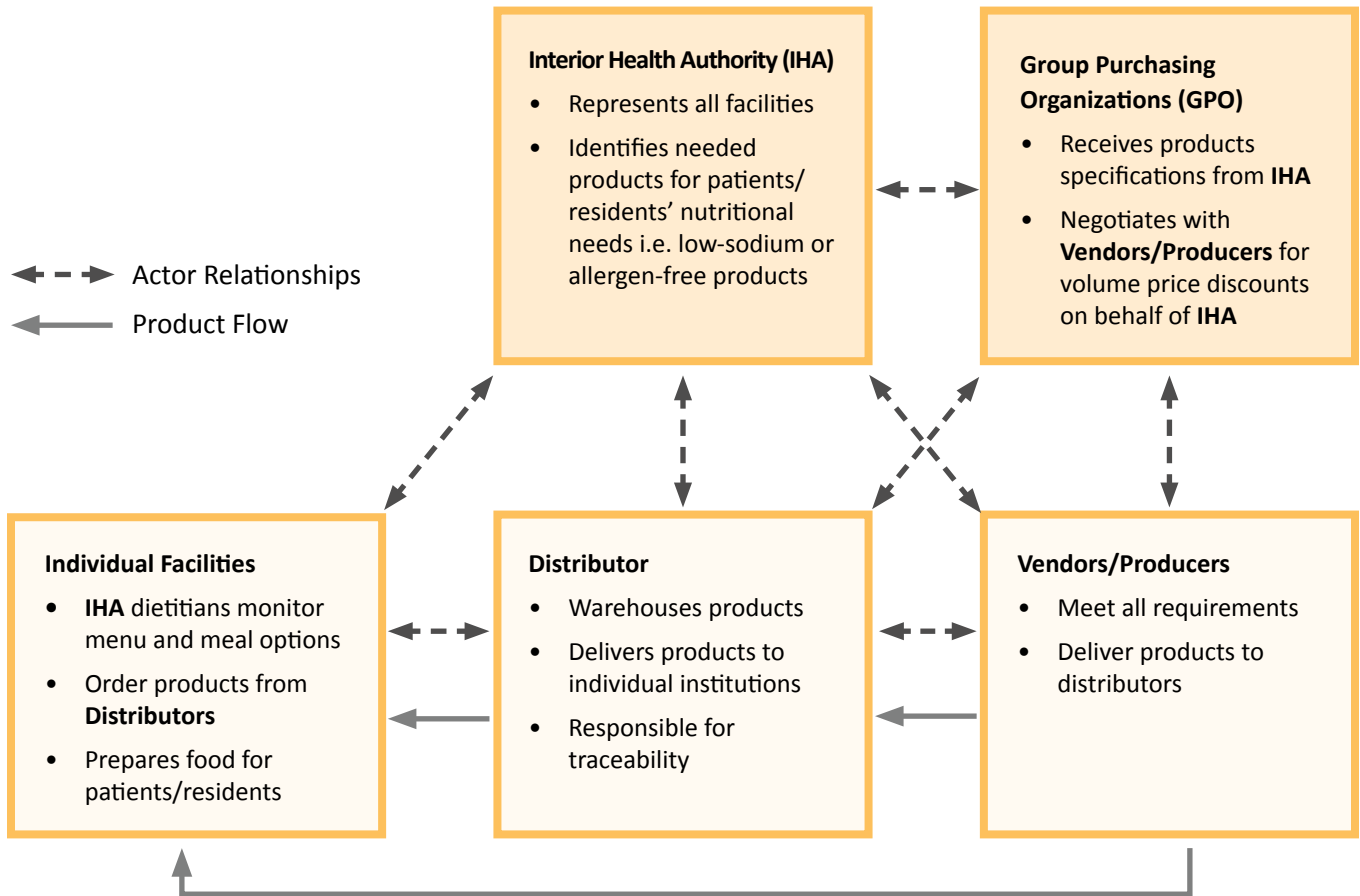 Interior Health Authority (IHA)
• Represents all facilities
• Identifies needed
products for patients/
residents’ nutritional
needs i.e. low-sodium or
allergen-free products
Group Purchasing
Organizations (GPO)
• Receives products
specifications from IHA
• Negotiates with
Vendors/Producers for
volume price discounts
on behalf of IHA
Actor Relationships
Product Flow
Individual Facilities
• IHA dietitians monitor
menu and meal options
• Order products from
Distributors
• Prepares food for
patients/residents
Distributor
• Warehouses products
• Delivers products to
individual institutions
• Responsible for
traceability
Vendors/Producers
• Meet all requirements
• Deliver products to
distributors